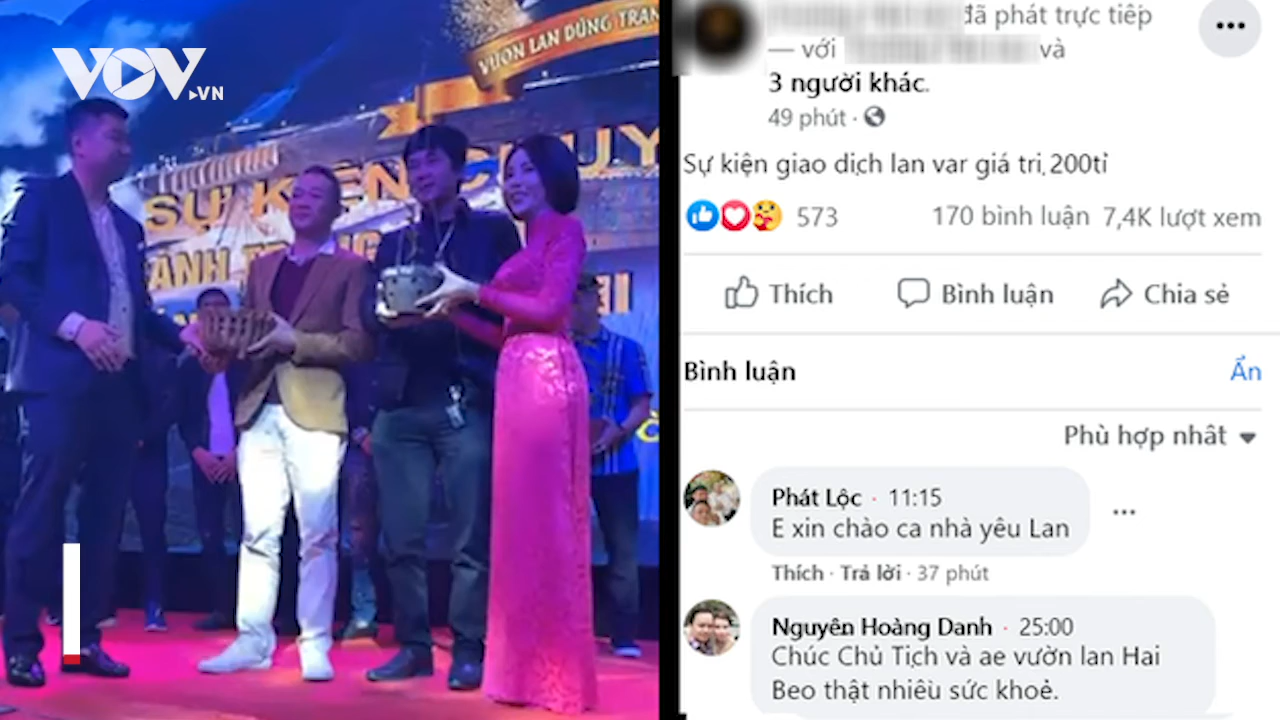 VOV.VN
VƯỜN LAN DŨNG TRAN
SỰ KIỆN CHUY
đã phát trực tiếp
— với
và
3 người khác.
49 phút ·
Sự kiện giao dịch lan var giá trị 200tỉ
573
170 bình luận 7,4K lượt xem
Thích
Bình luận
Chia sẻ
Bình luận
Ẩn
Phù hợp nhất
Phát Lộc · 11:15
E xin chào ca nhà yêu Lan
Thích · Trả lời · 37 phút
Nguyên Hoàng Danh · 25:00
Chúc Chủ Tịch và ae vườn lan Hai
Beo thật nhiều sức khoẻ.